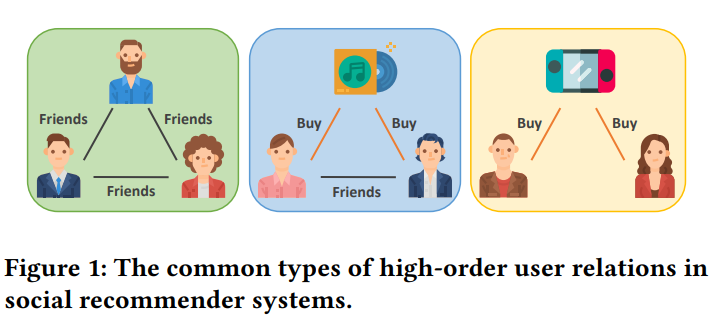 Friends
Friends
Friends
Buy
Buy
Friends
Buy
Buy
Figure 1: The common types of high-order user relations in
social recommender systems.